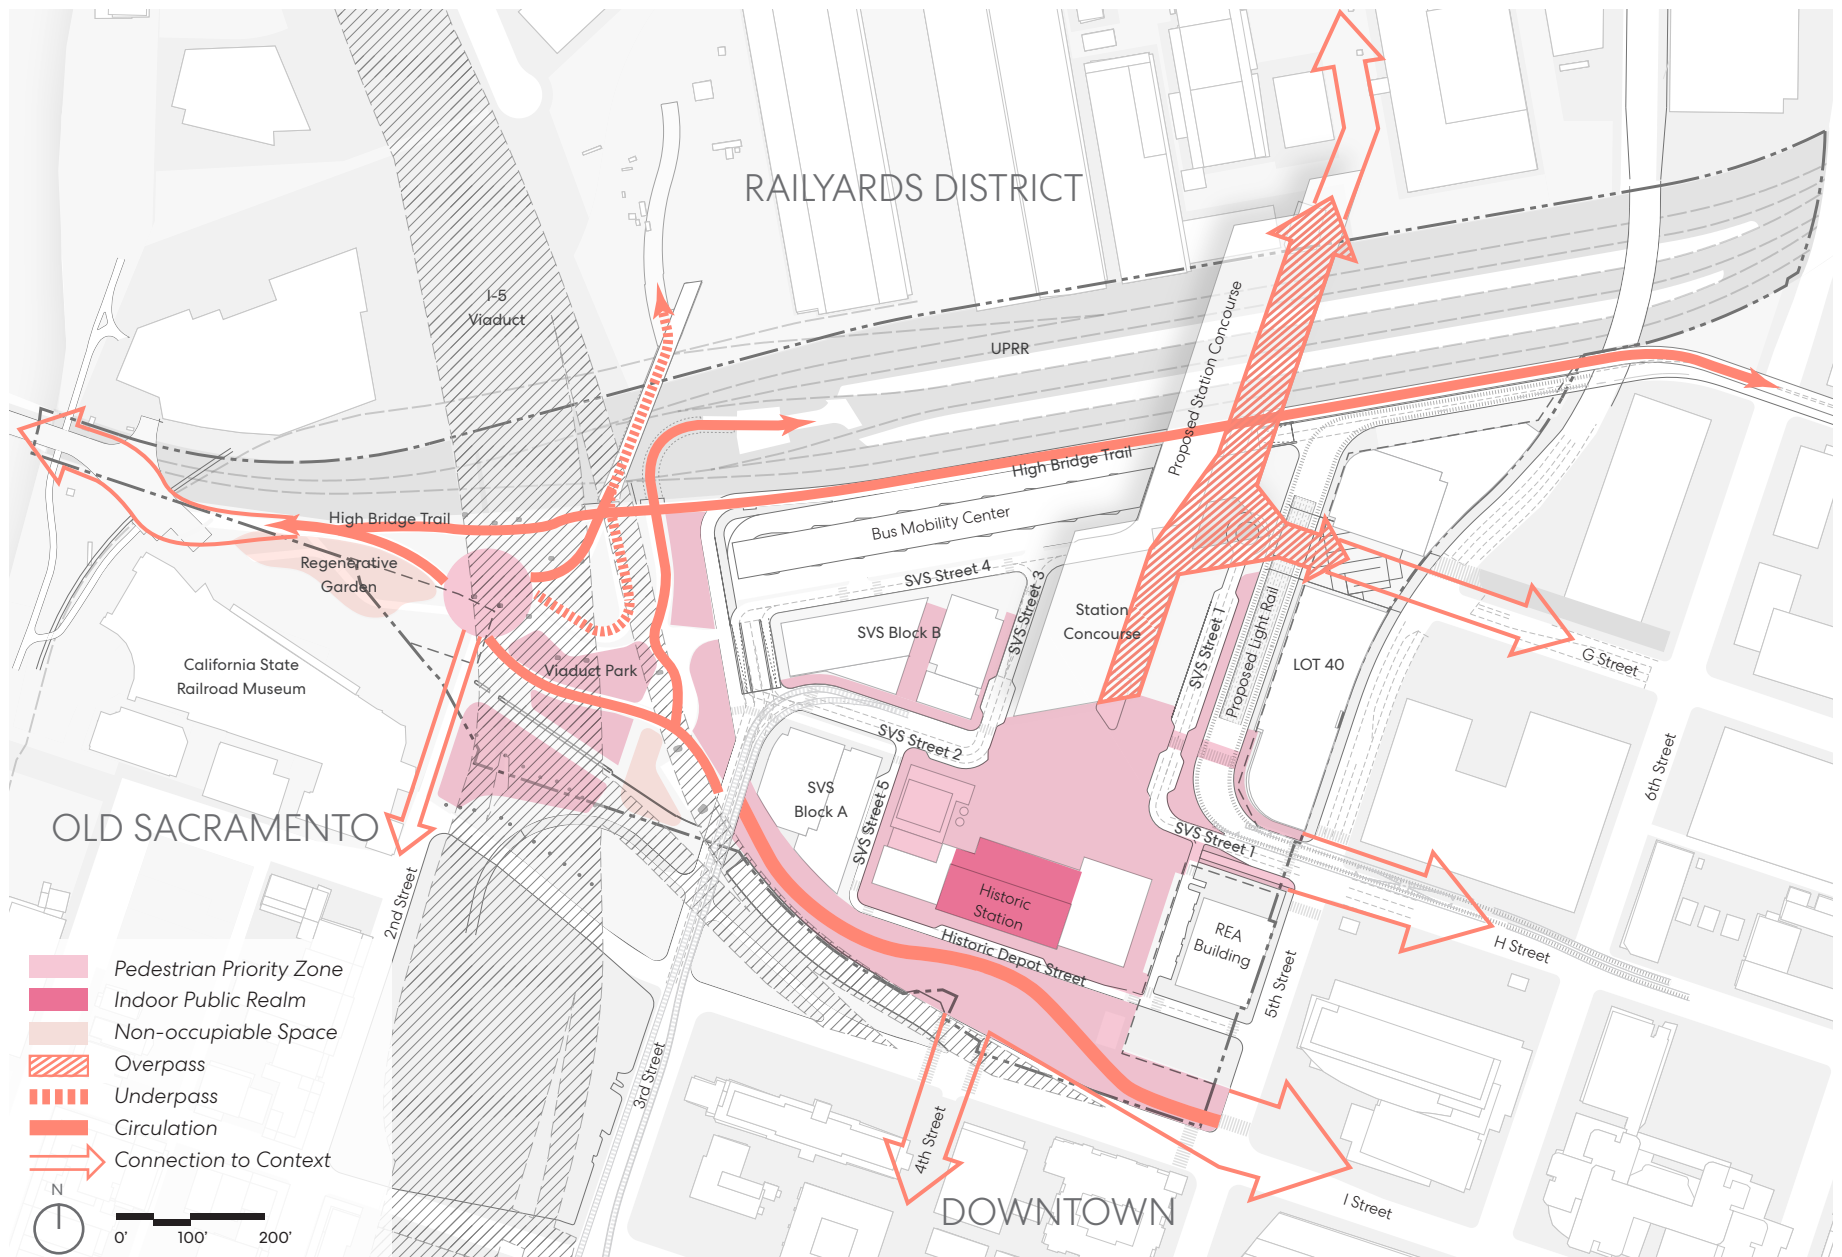 RAILYARDS DISTRICT
I-5
Viaduct
UPRR
Proposed Station Concourse
High Bridge Trail
High Bridge Trail
Bus Mobility Center
Regenerative
Garden
SVS Street 4
SVS Street 3
Station
Concourse
SVS Block B
SVS Street 1
Proposed Light Rail
LOT 40
G Street
California State
Railroad Museum
Viaduct Park
SVS Street 2
6th Street
SVS
Block A
SVS Street 5
SVS Street 1
OLD SACRAMENTO
2nd Street
Historic
Station
REA
Building
Historic Depot Street
H Street
5th Street
3rd Street
4th Street
I Street
DOWNTOWN
Pedestrian Priority Zone
Indoor Public Realm
Non-occupiable Space
Overpass
Underpass
Circulation
Connection to Context
N
0' 100' 200'